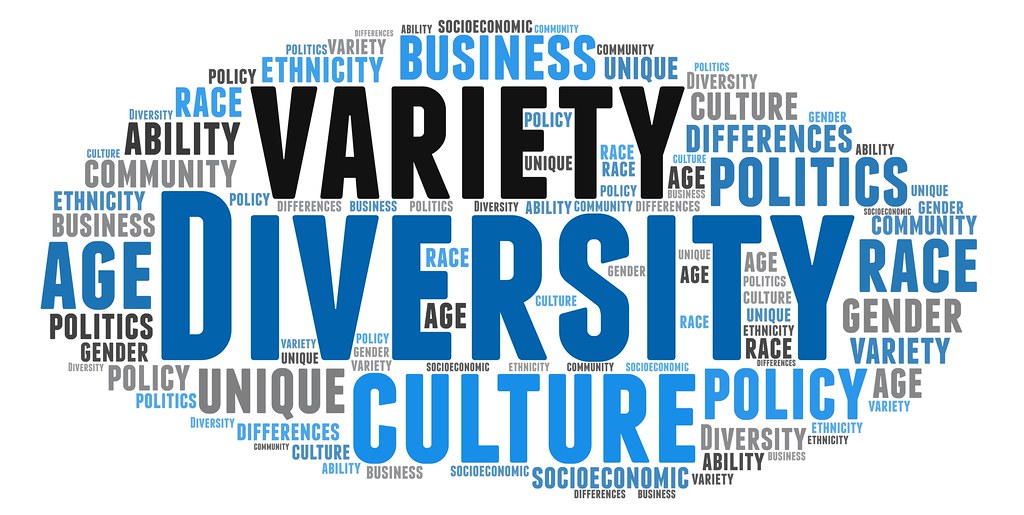 DIFFERENCES ABILITY SOCIOECONOMIC COMMUNITY
POLITICS VARIETY BUSINESS COMMUNITY
POLICY ETHNICITY UNIQUE POLITICS
DIVERSITY
RACE VARIETY CULTURE
DIVERSITY POLICY GENDER
ABILITY DIFFERENCES
CULTURE UNIQUE RACE CULTURE ABILITY
COMMUNITY RACE AGE POLITICS
ETHNICITY POLICY BUSINESS UNIQUE
POLICY DIFFERENCES BUSINESS POLITICS DIVERSITY ABILITY COMMUNITY DIFFERENCES SOCIOECONOMIC GENDER
BUSINESS DIVERSITY COMMUNITY
AGE RACE GENDER UNIQUE AGE RACE
AGE POLITICS
CULTURE CULTURE
POLITICS AGE RACE UNIQUE GENDER
ETHNICITY
GENDER VARIETY POLICY RACE VARIETY
UNIQUE GENDER DIFFERENCES
DIVERSITY VARIETY SOCIOECONOMIC ETHNICITY COMMUNITY SOCIOECONOMIC
POLICY UNIQUE CULTURE POLICY AGE
POLITICS VARIETY
DIVERSITY DIFFERENCES DIVERSITY ETHNICITY
COMMUNITY CULTURE ETHNICITY
ABILITY BUSINESS SOCIOECONOMIC ABILITY BUSINESS
SOCIOECONOMIC VARIETY
DIFFERENCES BUSINESS